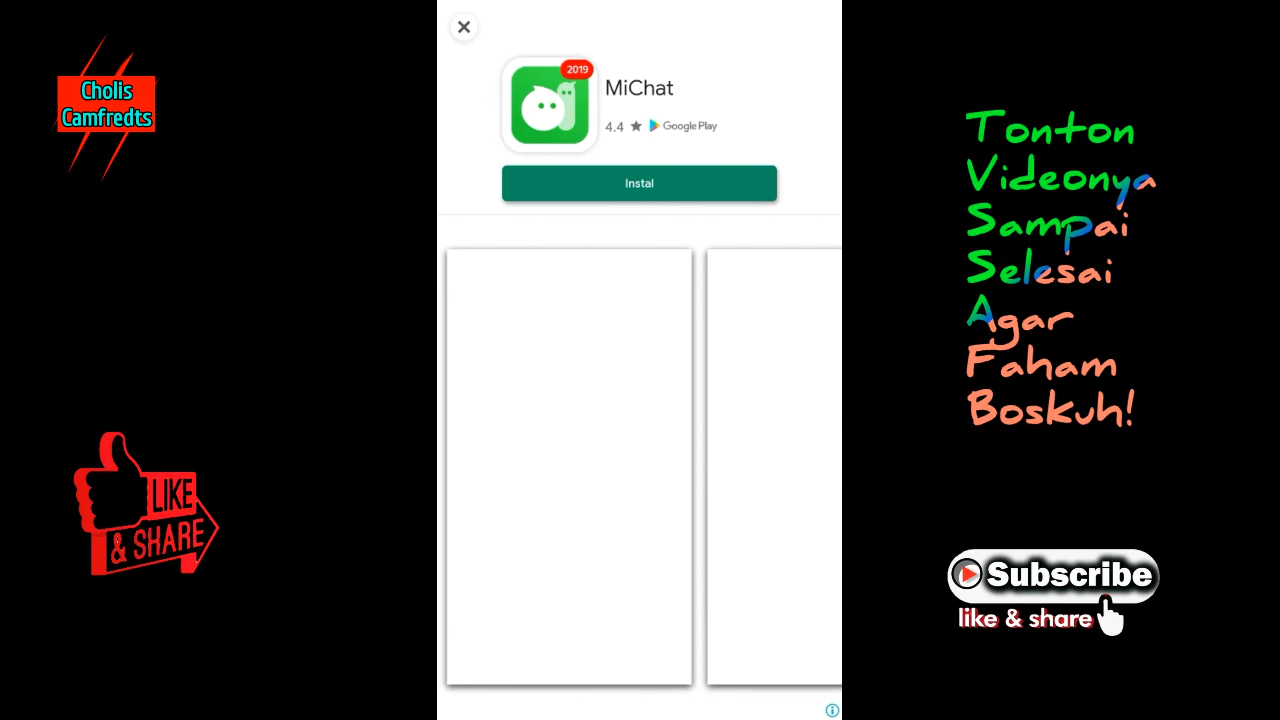 Cholis
Camfredts
2019
MiChat
4.4
Google Play
Instal
Tonton
Videonya
Sampai
Selesai
Agar
Faham
Boskuh!
LIKE
& SHARE
Subscribe
like & share